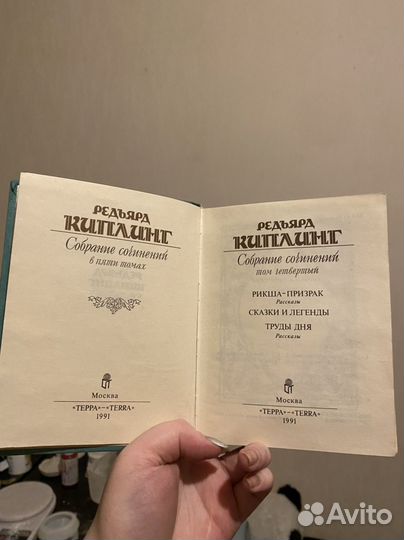 РЕДЬЯРД
КИПЛИНГ
Собрание сочинений
в пяти томах
Москва
«ТЕРРА»–«TERRA»
1991
РЕДЬЯРД
КИПЛИНГ
Собрание сочинений
том четвертый
РИКША–ПРИЗРАК
Рассказы
СКАЗКИ И ЛЕГЕНДЫ
ТРУДЫ ДНЯ
Рассказы
Москва
«ТЕРРА»–«TERRA»
1991
Avito